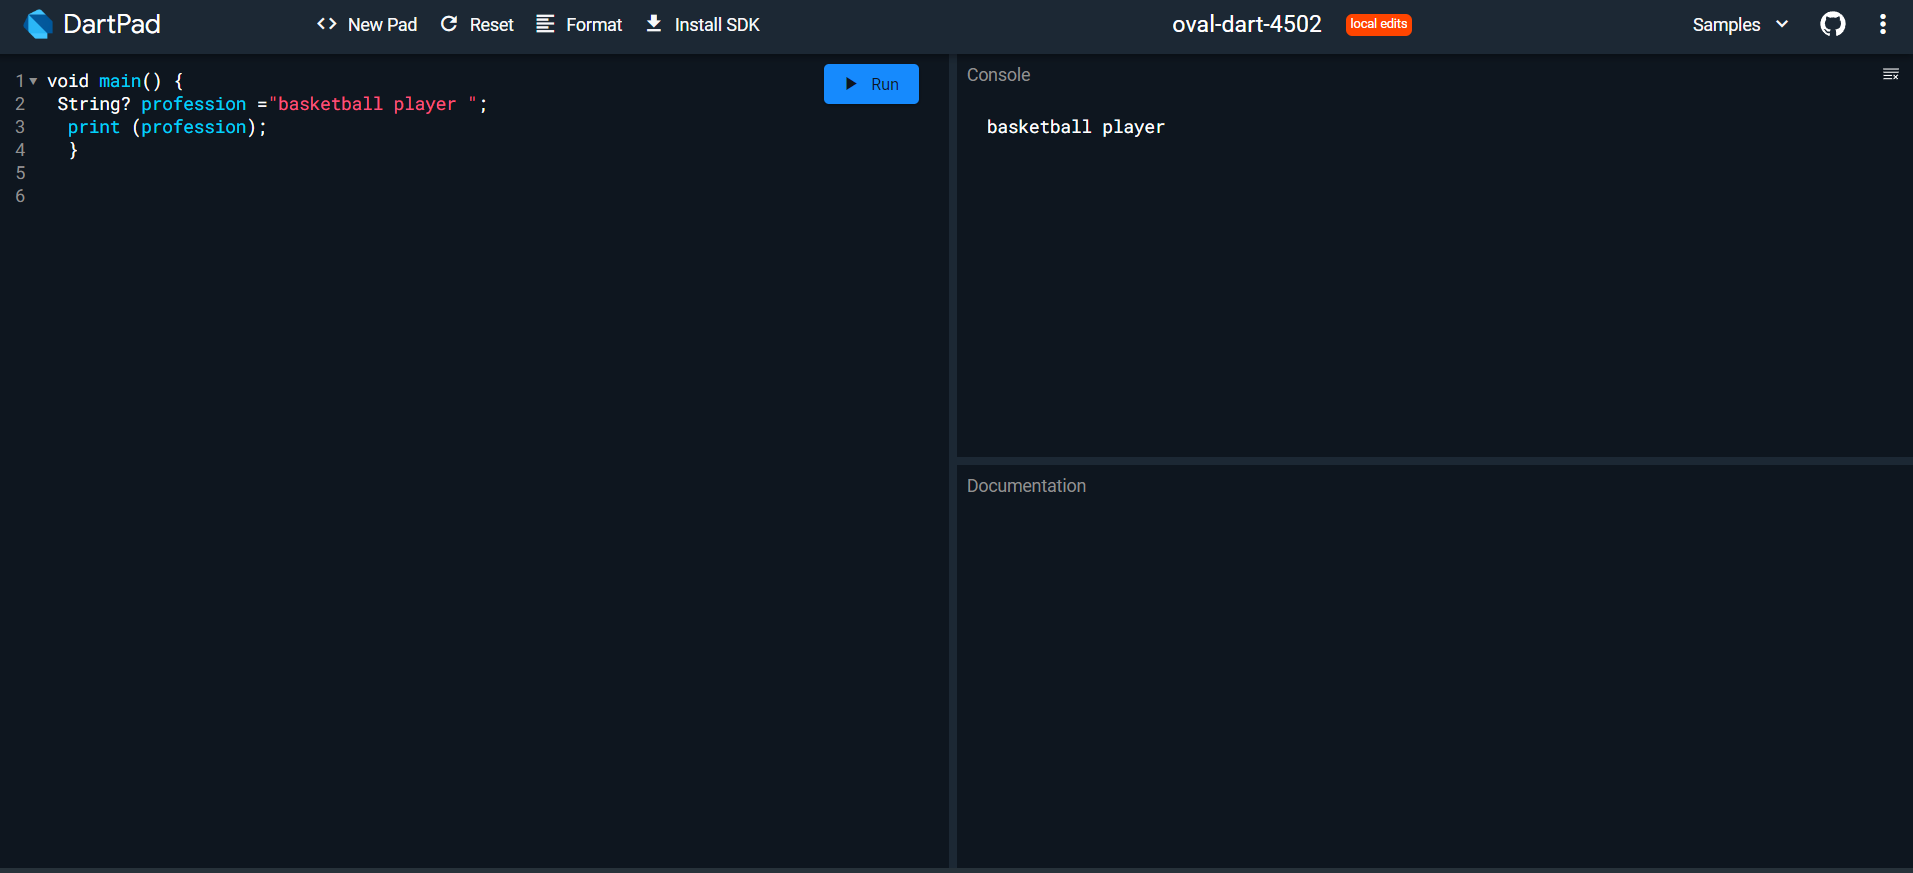 DartPad
<> New Pad Reset Format Install SDK
oval-dart-4502 local edits
Samples
1 void main() {
2 String? profession ="basketball player ";
3 print (profession);
4 }
5
6
Run
Console
basketball player
Documentation